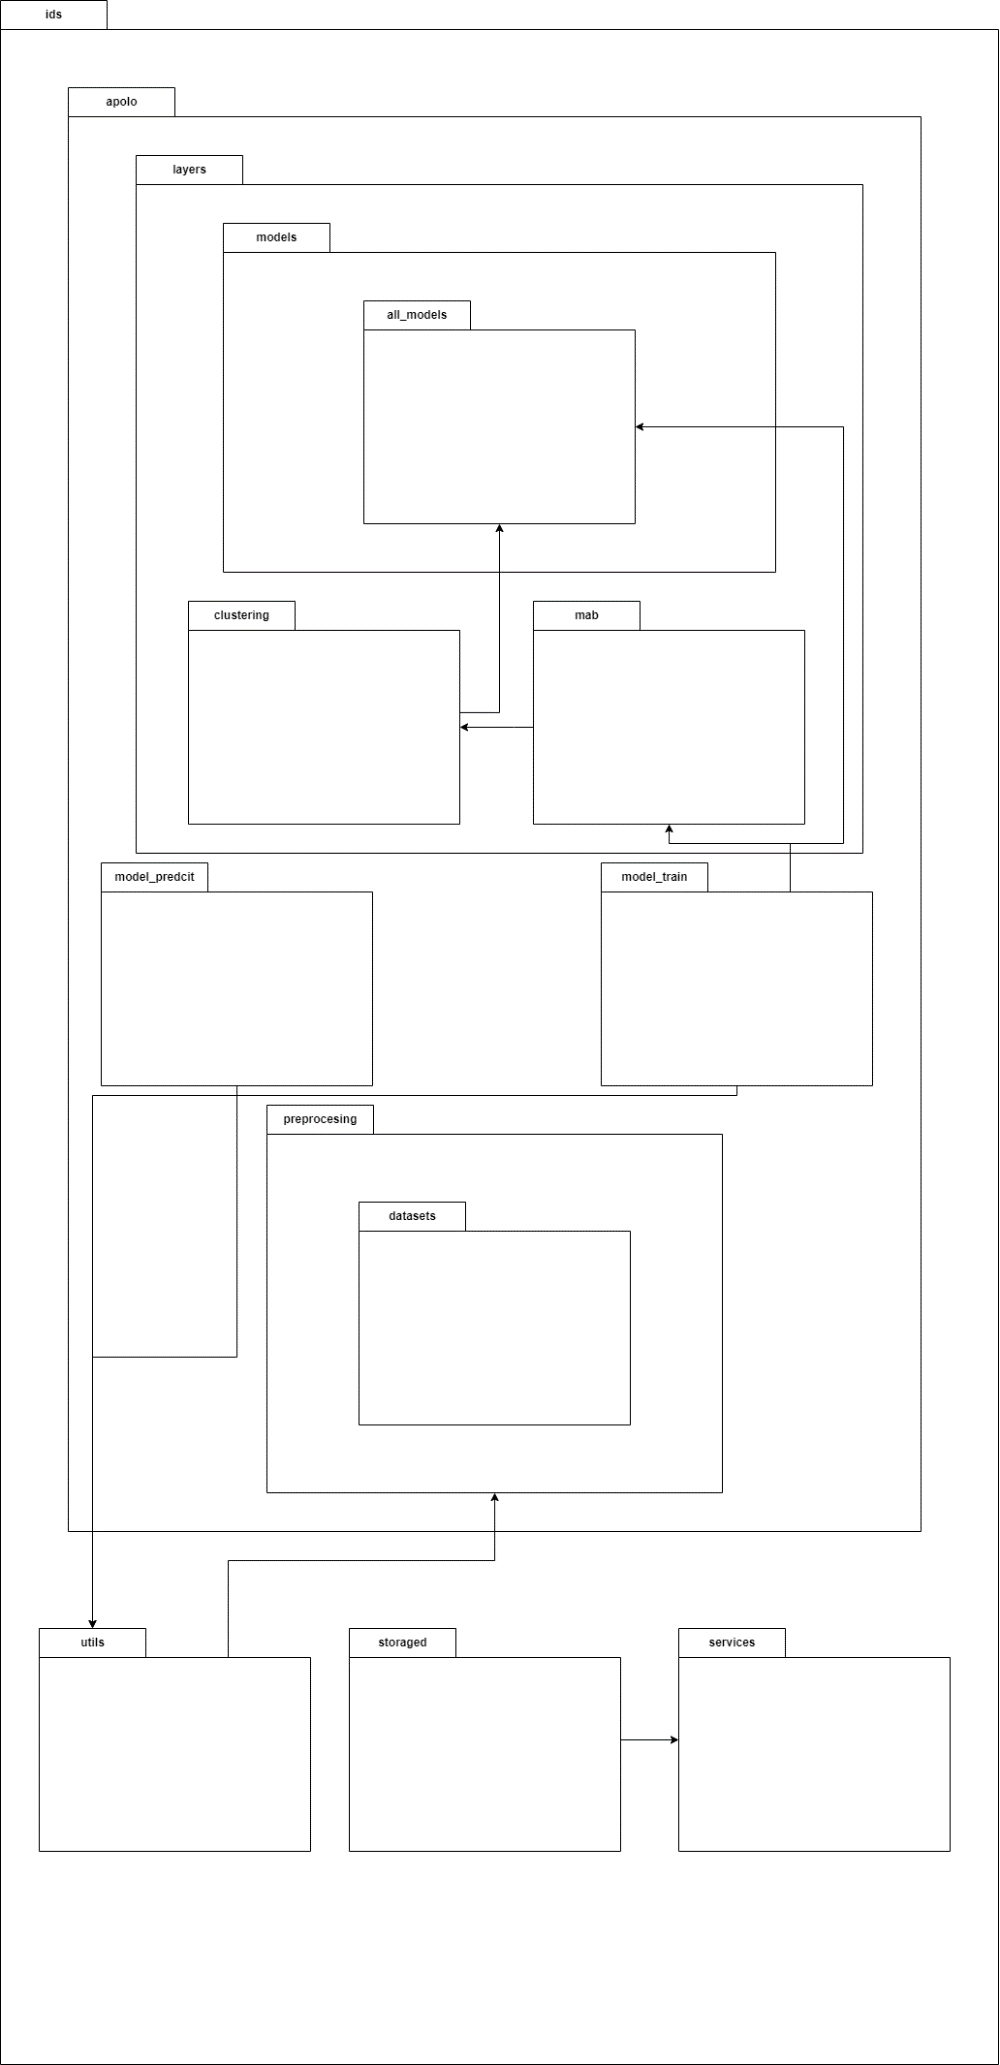 ids
apolo
layers
models
all_models
clustering
mab
model_predcit
model_train
preprocesing
datasets
utils
storaged
services